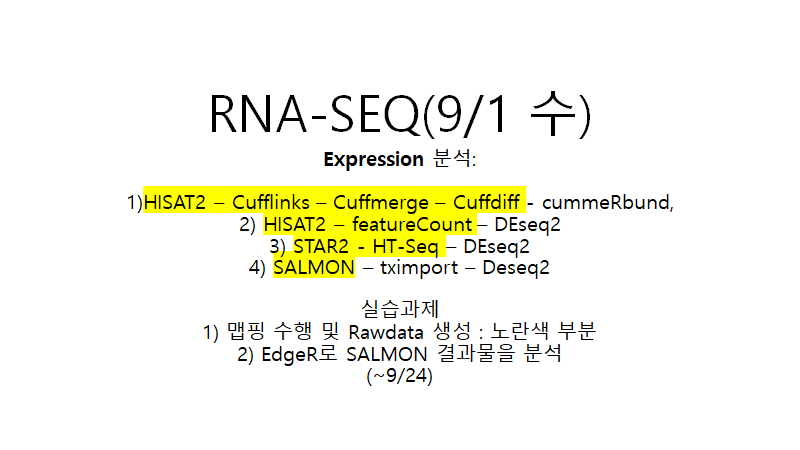 RNA-SEQ(9/1 수)
Expression 분석:
1)HISAT2 – Cufflinks – Cuffmerge – Cuffdiff - cummeRbund,
2) HISAT2 – featureCount – DEseq2
3) STAR2 - HT-Seq – DEseq2
4) SALMON – tximport – Deseq2
실습과제
1) 맵핑 수행 및 Rawdata 생성 : 노란색 부분
2) EdgeR로 SALMON 결과물을 분석
(~9/24)